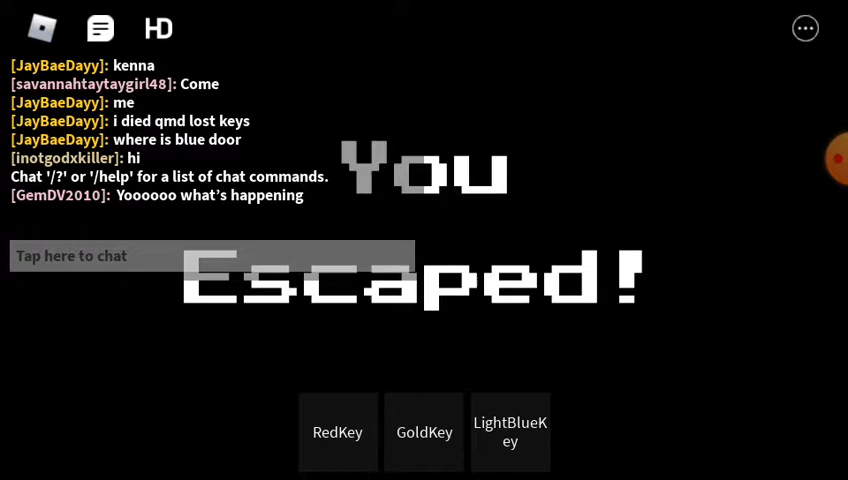 HD
[JayBaeDayy]: kenna
[savannahtaytaygirl48]: Come
[JayBaeDayy]: me
[JayBaeDayy]: i died qmd lost keys
[JayBaeDayy]: where is blue door
[inotgodxkiller]: hi
Chat '/?' or '/help' for a list of chat commands.
[GemDV2010]: Yoooooo what's happening
You
Tap here to chat
Escaped!
RedKey
GoldKey
LightBlueK
ey